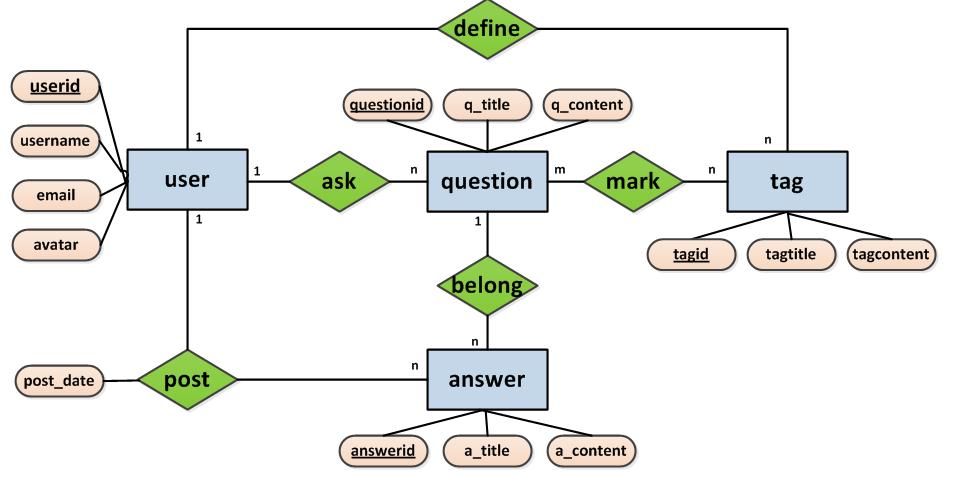 define
userid
questionid
q_title
q_content
username
1
n
user
1
ask
n
question
m
mark
n
tag
email
1
1
avatar
tagid
tagtitle
tagcontent
belong
n
post_date
post
n
answer
answerid
a_title
a_content